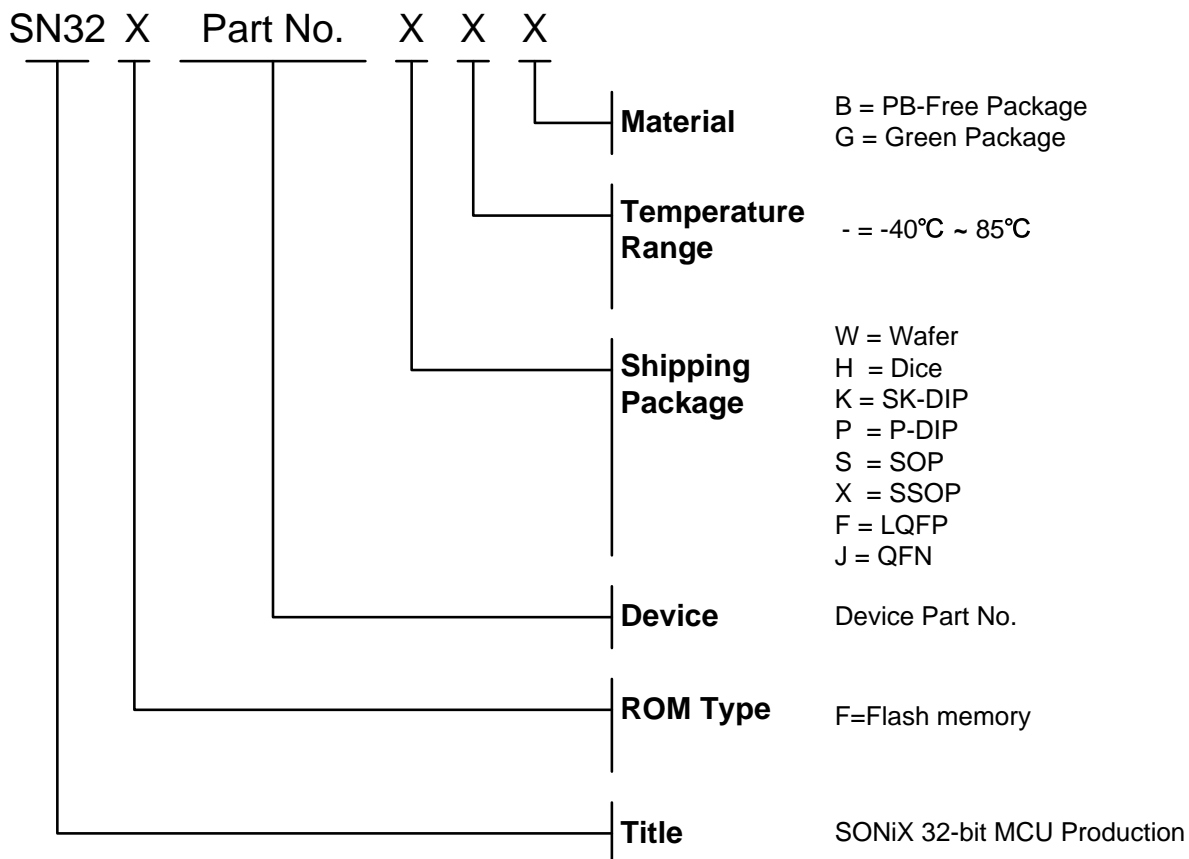 SN32 X Part No. X X X
Material
B = PB-Free Package
G = Green Package
Temperature
Range
- = -40℃ ~ 85℃
Shipping
Package
W = Wafer
H = Dice
K = SK-DIP
P = P-DIP
S = SOP
X = SSOP
F = LQFP
J = QFN
Device
Device Part No.
ROM Type
F=Flash memory
Title
SONiX 32-bit MCU Production